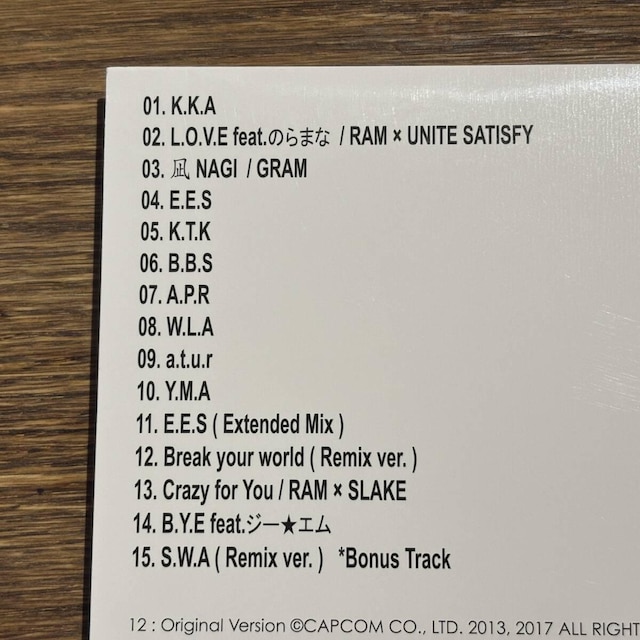 01. K.K.A
02. L.O.V.E feat.のらまな / RAM × UNITE SATISFY
03. 凪 NAGI / GRAM
04. E.E.S
05. K.T.K
06. B.B.S
07. A.P.R
08. W.L.A
09. a.t.u.r
10. Y.M.A
11. E.E.S ( Extended Mix )
12. Break your world ( Remix ver. )
13. Crazy for You / RAM × SLAKE
14. B.Y.E feat.ジー★エム
15. S.W.A ( Remix ver. ) *Bonus Track
12 : Original Version ©CAPCOM CO., LTD. 2013, 2017 ALL RIGHT